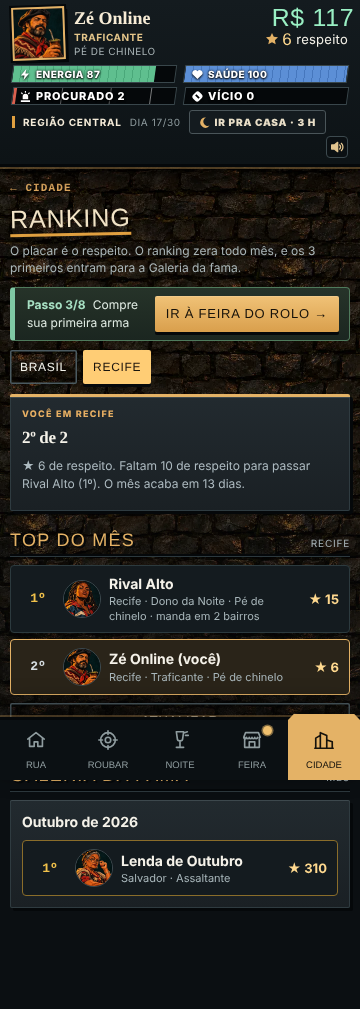 Zé Online
TRAFICANTE
PÉ DE CHINELO
R$ 117
★ 6 respeito
ENERGIA 87
SAÚDE 100
PROCURADO 2
VÍCIO 0
REGIÃO CENTRAL DIA 17/30
IR PRA CASA · 3 H
← CIDADE
RANKING
O placar é o respeito. O ranking zera todo mês, e os 3
primeiros entram para a Galeria da fama.
Passo 3/8 Compre
sua primeira arma
IR À FEIRA DO ROLO →
BRASIL
RECIFE
VOCÊ EM RECIFE
2º de 2
★ 6 de respeito. Faltam 10 de respeito para passar
Rival Alto (1º). O mês acaba em 13 dias.
TOP DO MÊS
RECIFE
1º
Rival Alto
Recife · Dono da Noite · Pé de
chinelo · manda em 2 bairros
★ 15
2º
Zé Online (você)
Recife · Traficante · Pé de chinelo
★ 6
RUA
ROUBAR
NOITE
FEIRA
CIDADE
Outubro de 2026
1º
Lenda de Outubro
Salvador · Assaltante
★ 310